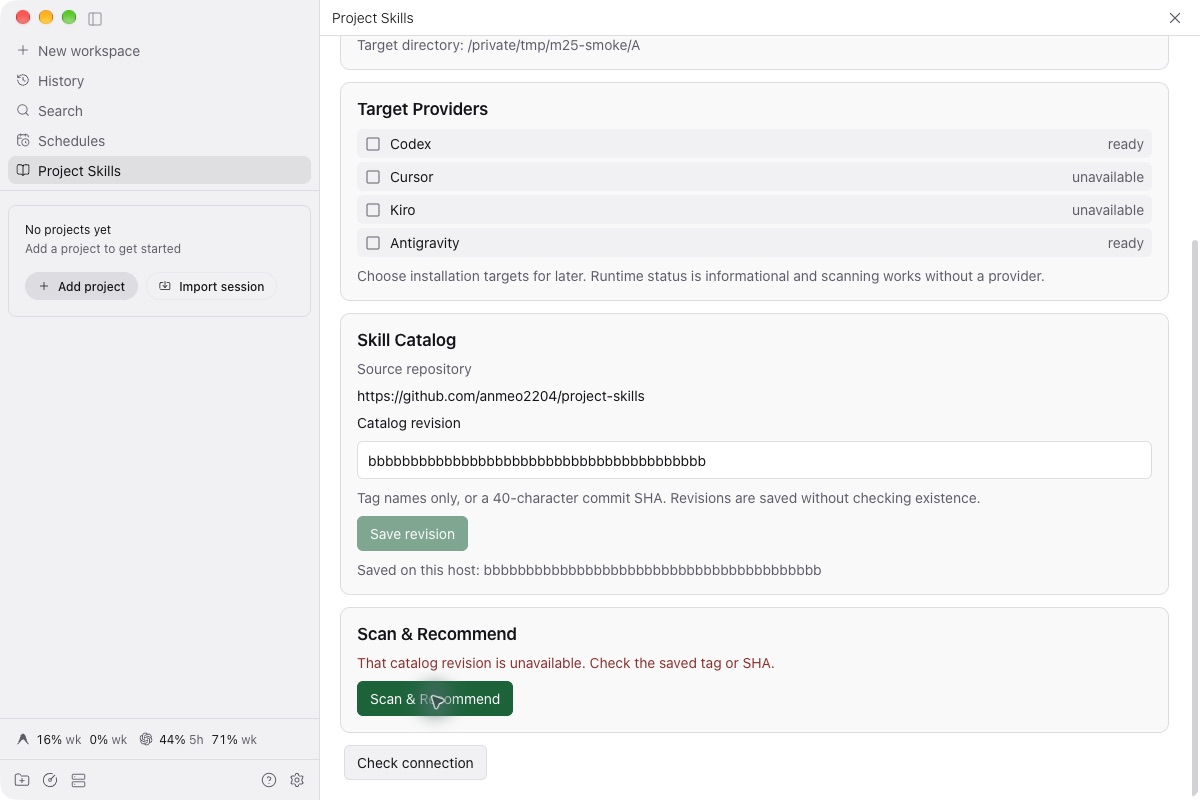 Project Skills
New workspace
History
Search
Schedules
Project Skills
No projects yet
Add a project to get started
Add project
Import session
16% wk 0% wk 44% 5h 71% wk
Target directory: /private/tmp/m25-smoke/A
Target Providers
Codex ready
Cursor unavailable
Kiro unavailable
Antigravity ready
Choose installation targets for later. Runtime status is informational and scanning works without a provider.
Skill Catalog
Source repository
https://github.com/anmeo2204/project-skills
Catalog revision
bbbbbbbbbbbbbbbbbbbbbbbbbbbbbbbbbbbbbbbb
Tag names only, or a 40-character commit SHA. Revisions are saved without checking existence.
Save revision
Saved on this host: bbbbbbbbbbbbbbbbbbbbbbbbbbbbbbbbbbbbbbbb
Scan & Recommend
That catalog revision is unavailable. Check the saved tag or SHA.
Scan & Recommend
Check connection